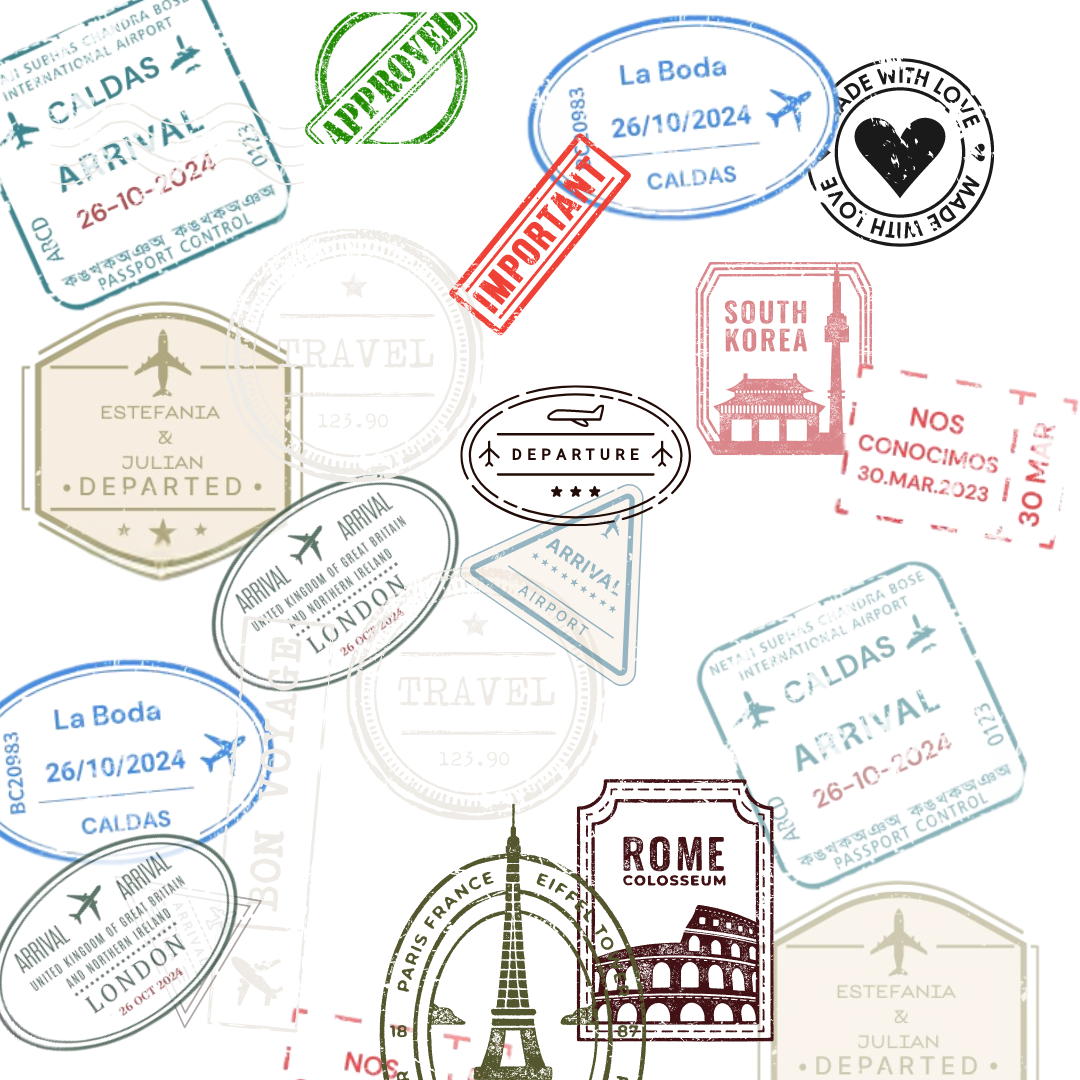 NETAJI SUBHAS CHANDRA BOSE
INTERNATIONAL AIRPORT
CALDAS
ARRIVAL
26-10-2024
0123
ARCD
PASSPORT CONTROL
APPROVED
La Boda
26/10/2024
CALDAS
IMPORTANT
MADE WITH LOVE
MADE WITH LOVE
TRAVEL
123.90
SOUTH
KOREA
ESTEFANIA
&
JULIAN
•DEPARTED•
DEPARTURE
NOS
CONOCIMOS
30.MAR.2023
30 MAR
ARRIVAL ARRIVAL
UNITED KINGDOM OF GREAT BRITAIN
AND NORTHERN IRELAND
LONDON
26 OCT 2024
ARRIVAL
AIRPORT
TRAVEL
123.90
BON VOYAGE
NETAJI SUBHAS CHANDRA BOSE
INTERNATIONAL AIRPORT
CALDAS
ARRIVAL
26-10-2024
0123
ARCD
PASSPORT CONTROL
La Boda
BC20983
26/10/2024
CALDAS
ROME
COLOSSEUM
ARRIVAL ARRIVAL
UNITED KINGDOM OF GREAT BRITAIN
AND NORTHERN IRELAND
LONDON
26 OCT 2024
PARIS FRANCE EIFFEL TO
18 87
ESTEFANIA
&
JULIAN
•DEPARTED•
NOS